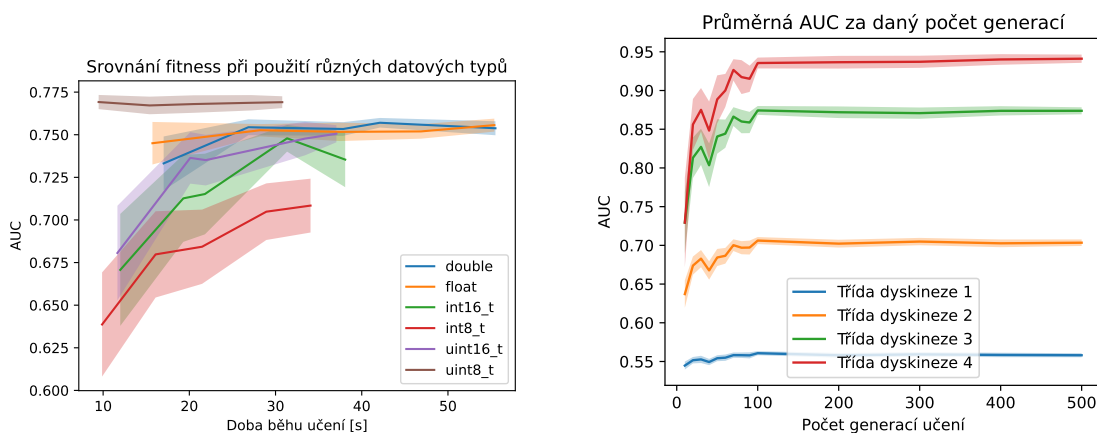 Srovnání fitness při použití různých datových typů
AUC
0.775
0.750
0.725
0.700
0.675
0.650
0.625
0.600
10 20 30 40 50
Doba běhu učení [s]
double
float
int16_t
int8_t
uint16_t
uint8_t
Průměrná AUC za daný počet generací
AUC
0.95
0.90
0.85
0.80
0.75
0.70
0.65
0.60
0.55
0 100 200 300 400 500
Počet generací učení
Třída dyskineze 1
Třída dyskineze 2
Třída dyskineze 3
Třída dyskineze 4